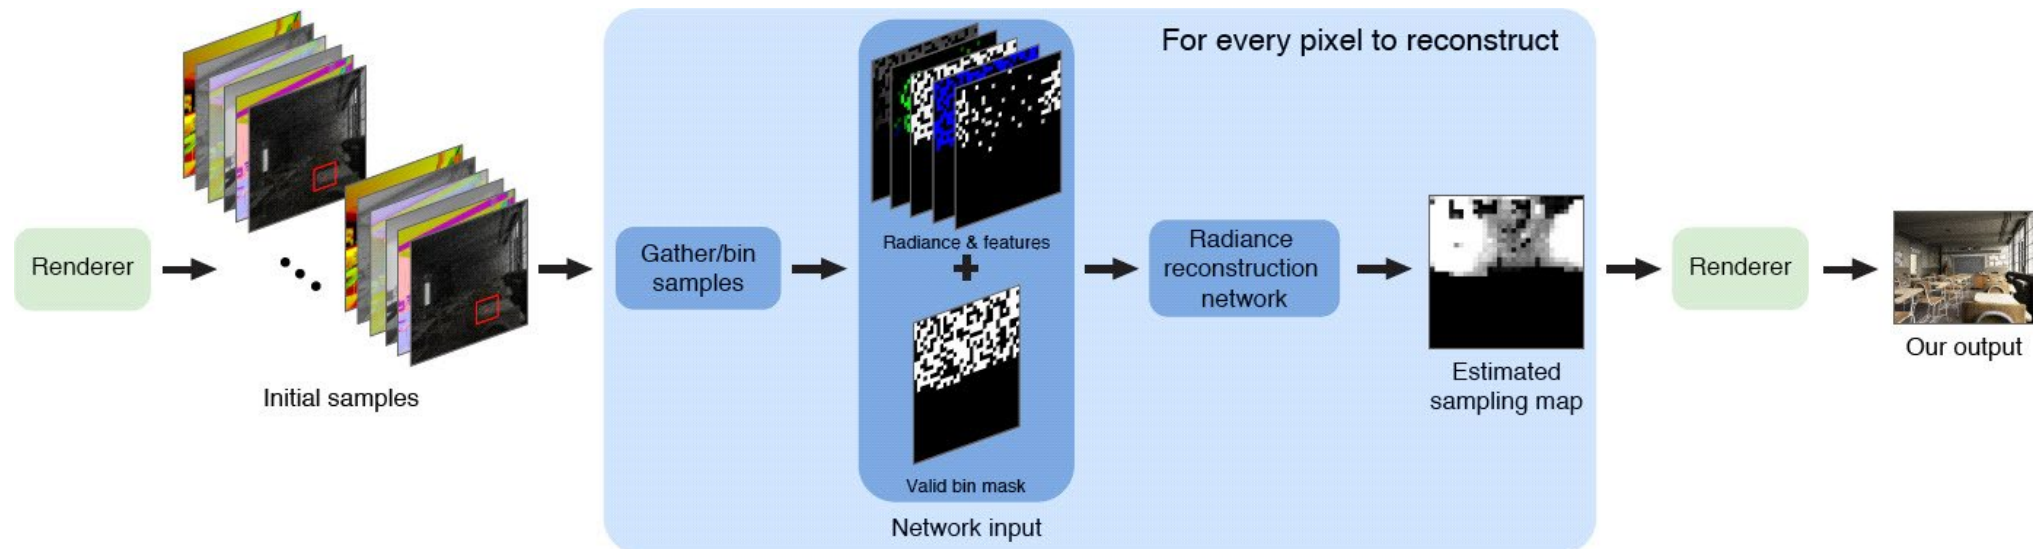 For every pixel to reconstruct
Renderer
Initial samples
Gather/bin
samples
Radiance & features
+
Valid bin mask
Network input
Radiance
reconstruction
network
Estimated
sampling map
Renderer
Our output